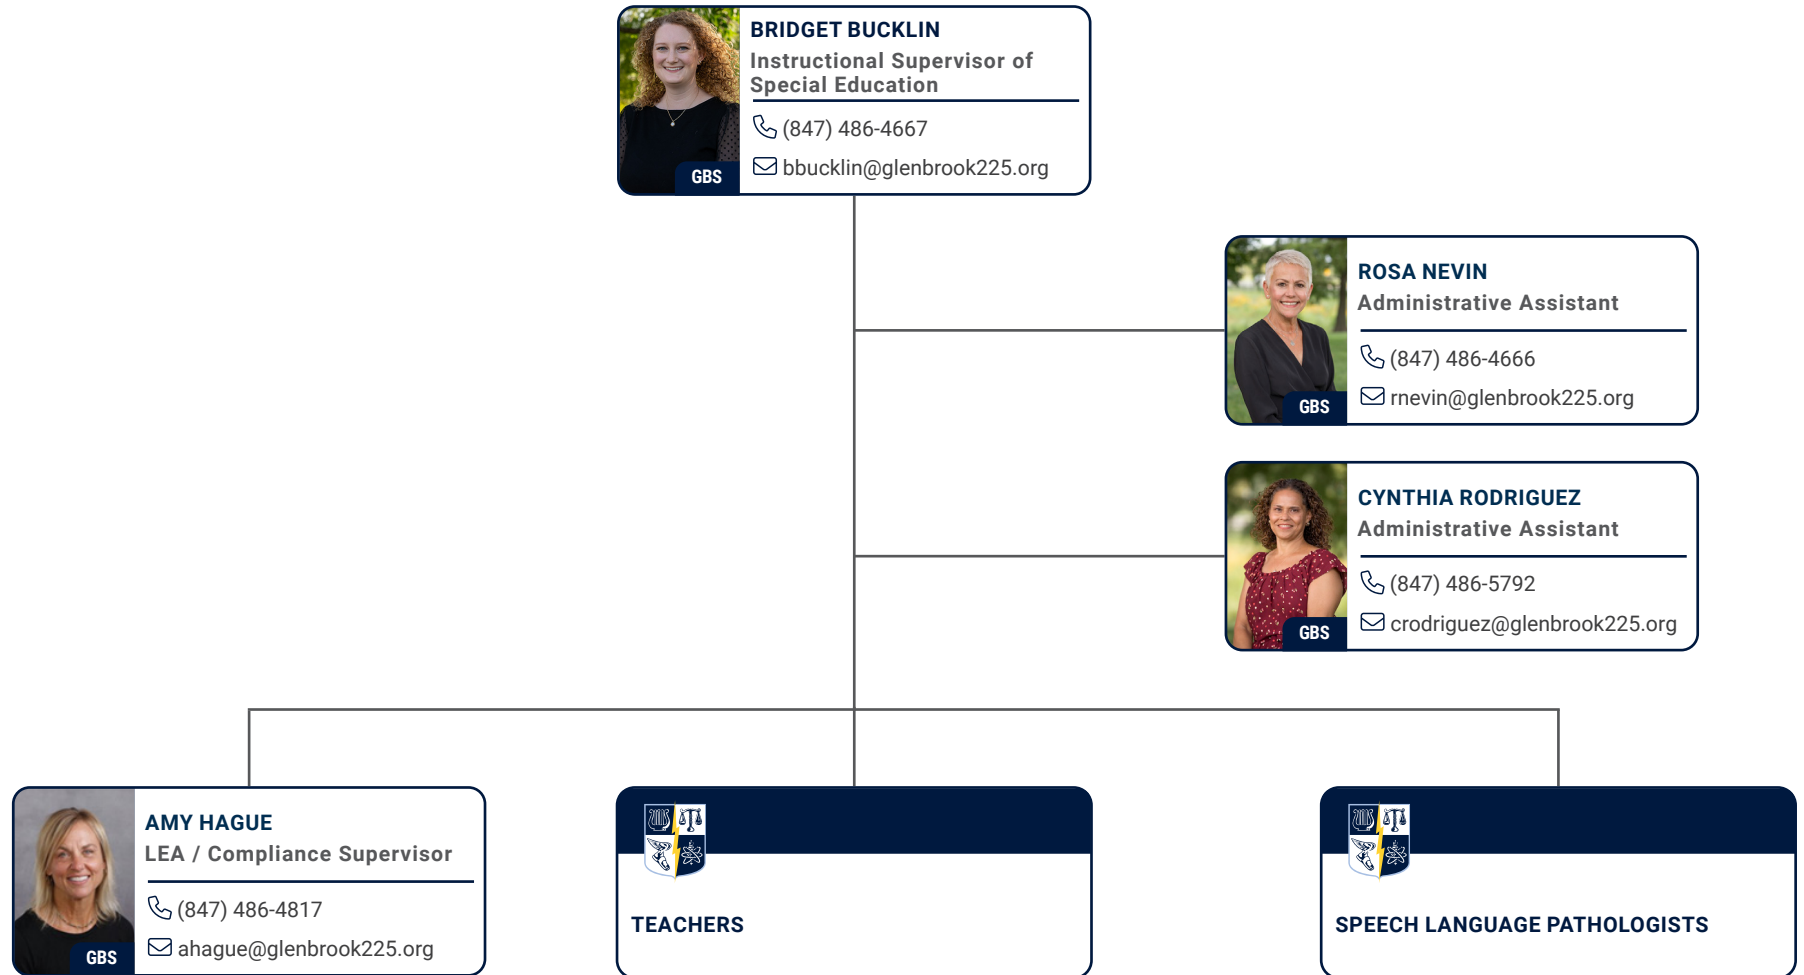 BRIDGET BUCKLIN
Instructional Supervisor of
Special Education
(847) 486-4667
bbucklin@glenbrook225.org
GBS
ROSA NEVIN
Administrative Assistant
(847) 486-4666
rnevin@glenbrook225.org
GBS
CYNTHIA RODRIGUEZ
Administrative Assistant
(847) 486-5792
crodriguez@glenbrook225.org
GBS
AMY HAGUE
LEA / Compliance Supervisor
(847) 486-4817
ahague@glenbrook225.org
GBS
TEACHERS
SPEECH LANGUAGE PATHOLOGISTS